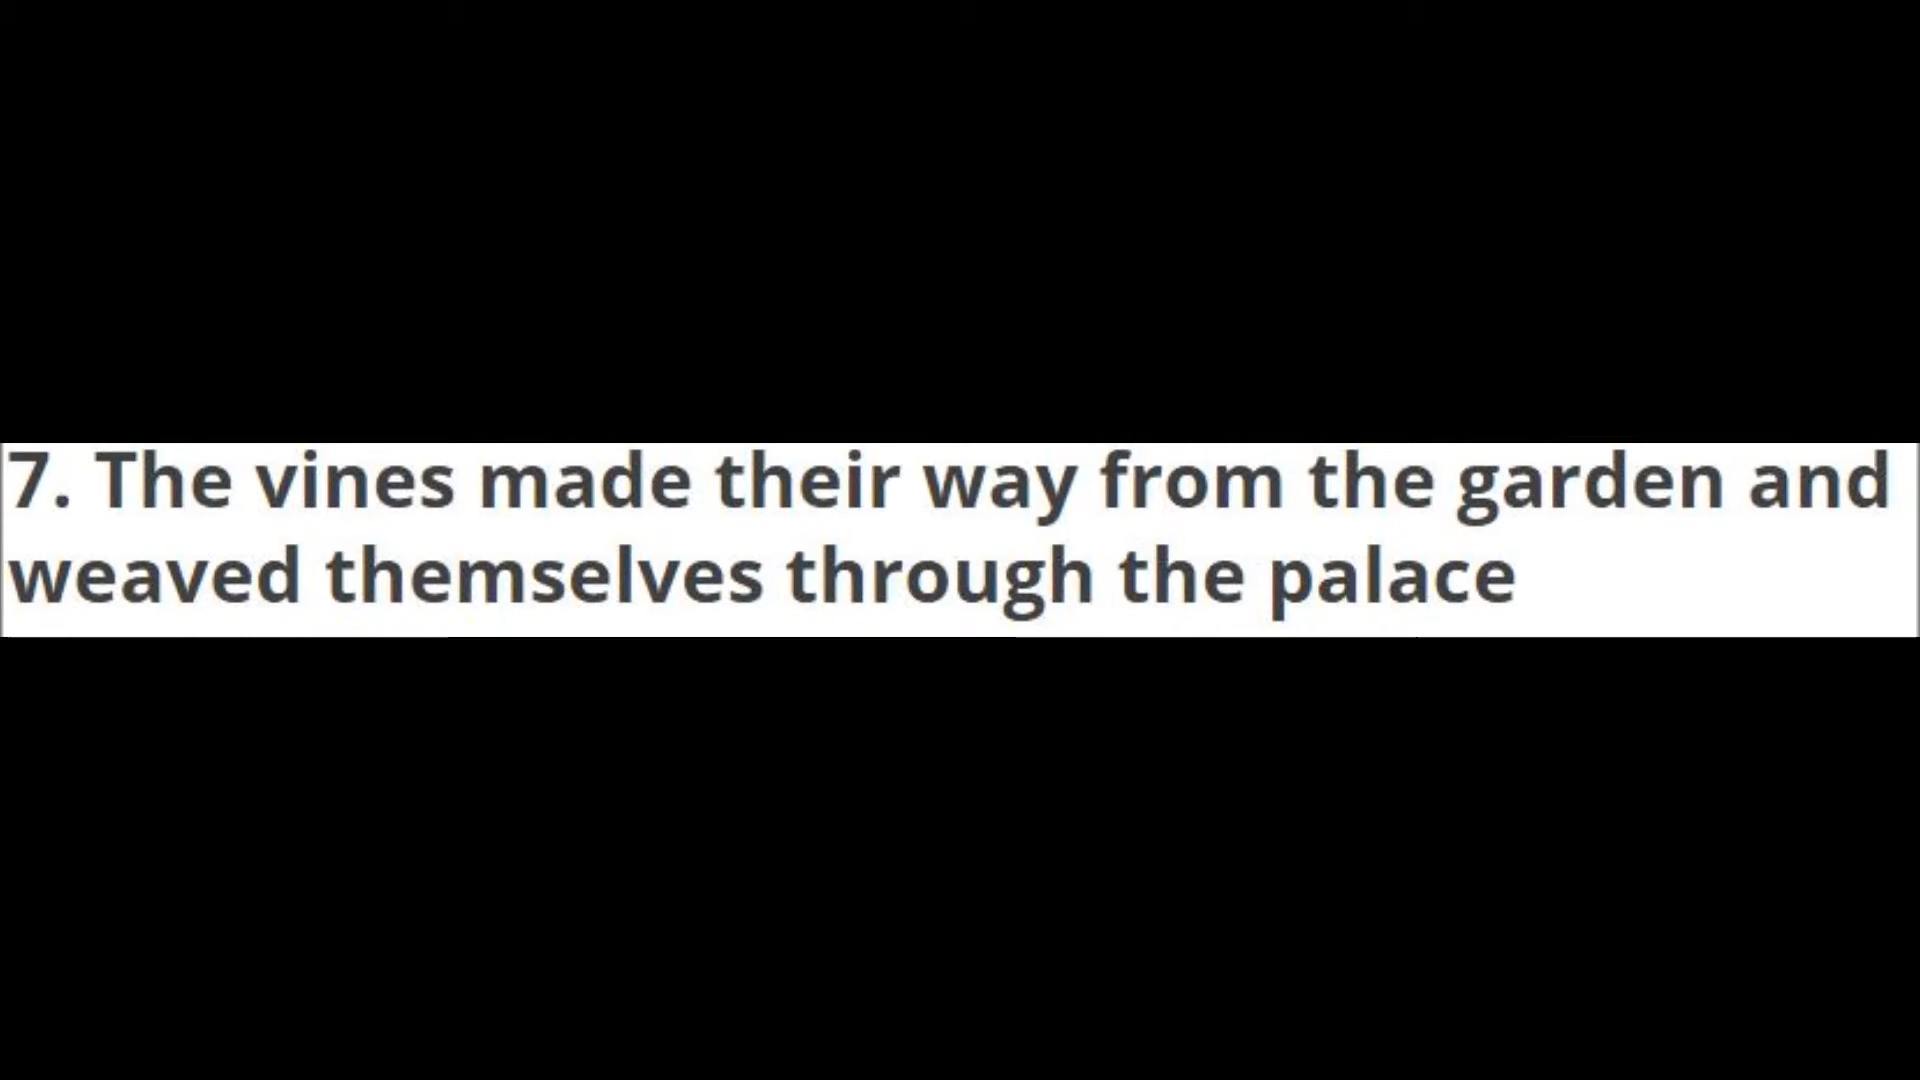 7. The vines made their way from the garden and
weaved themselves through the palace